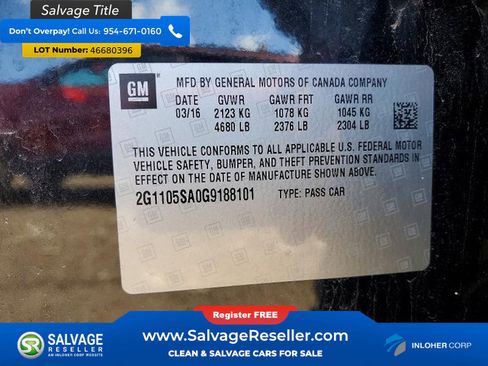 Salvage Title
Don't Overpay! Call Us: 954-671-0160
LOT Number: 46680396
GM
MFD BY GENERAL MOTORS OF CANADA COMPANY
DATE GVWR GAWR FRT GAWR RR
03/16 2123 KG 1078 KG 1045 KG
4680 LB 2376 LB 2304 LB
THIS VEHICLE CONFORMS TO ALL APPLICABLE U.S. FEDERAL MOTOR
VEHICLE SAFETY, BUMPER, AND THEFT PREVENTION STANDARDS IN
EFFECT ON THE DATE OF MANUFACTURE SHOWN ABOVE.
2G1105SA0G9188101 TYPE: PASS CAR
Register FREE
SALVAGE
RESELLER
AN INLOHER CORP WEBSITE
www.SalvageReseller.com
CLEAN & SALVAGE CARS FOR SALE
INLOHER CORP